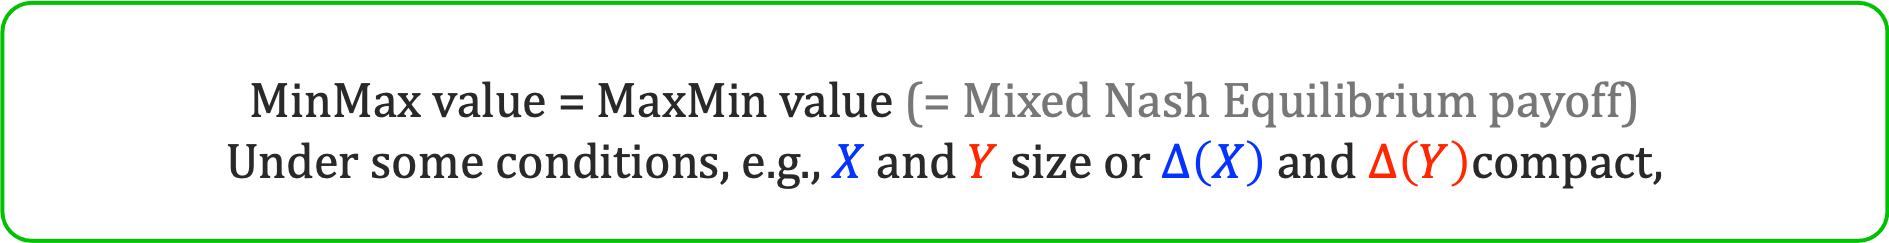 MinMax value = MaxMin value (= Mixed Nash Equilibrium payoff)
Under some conditions, e.g., X and Y size or Δ(X) and Δ(Y)compact,